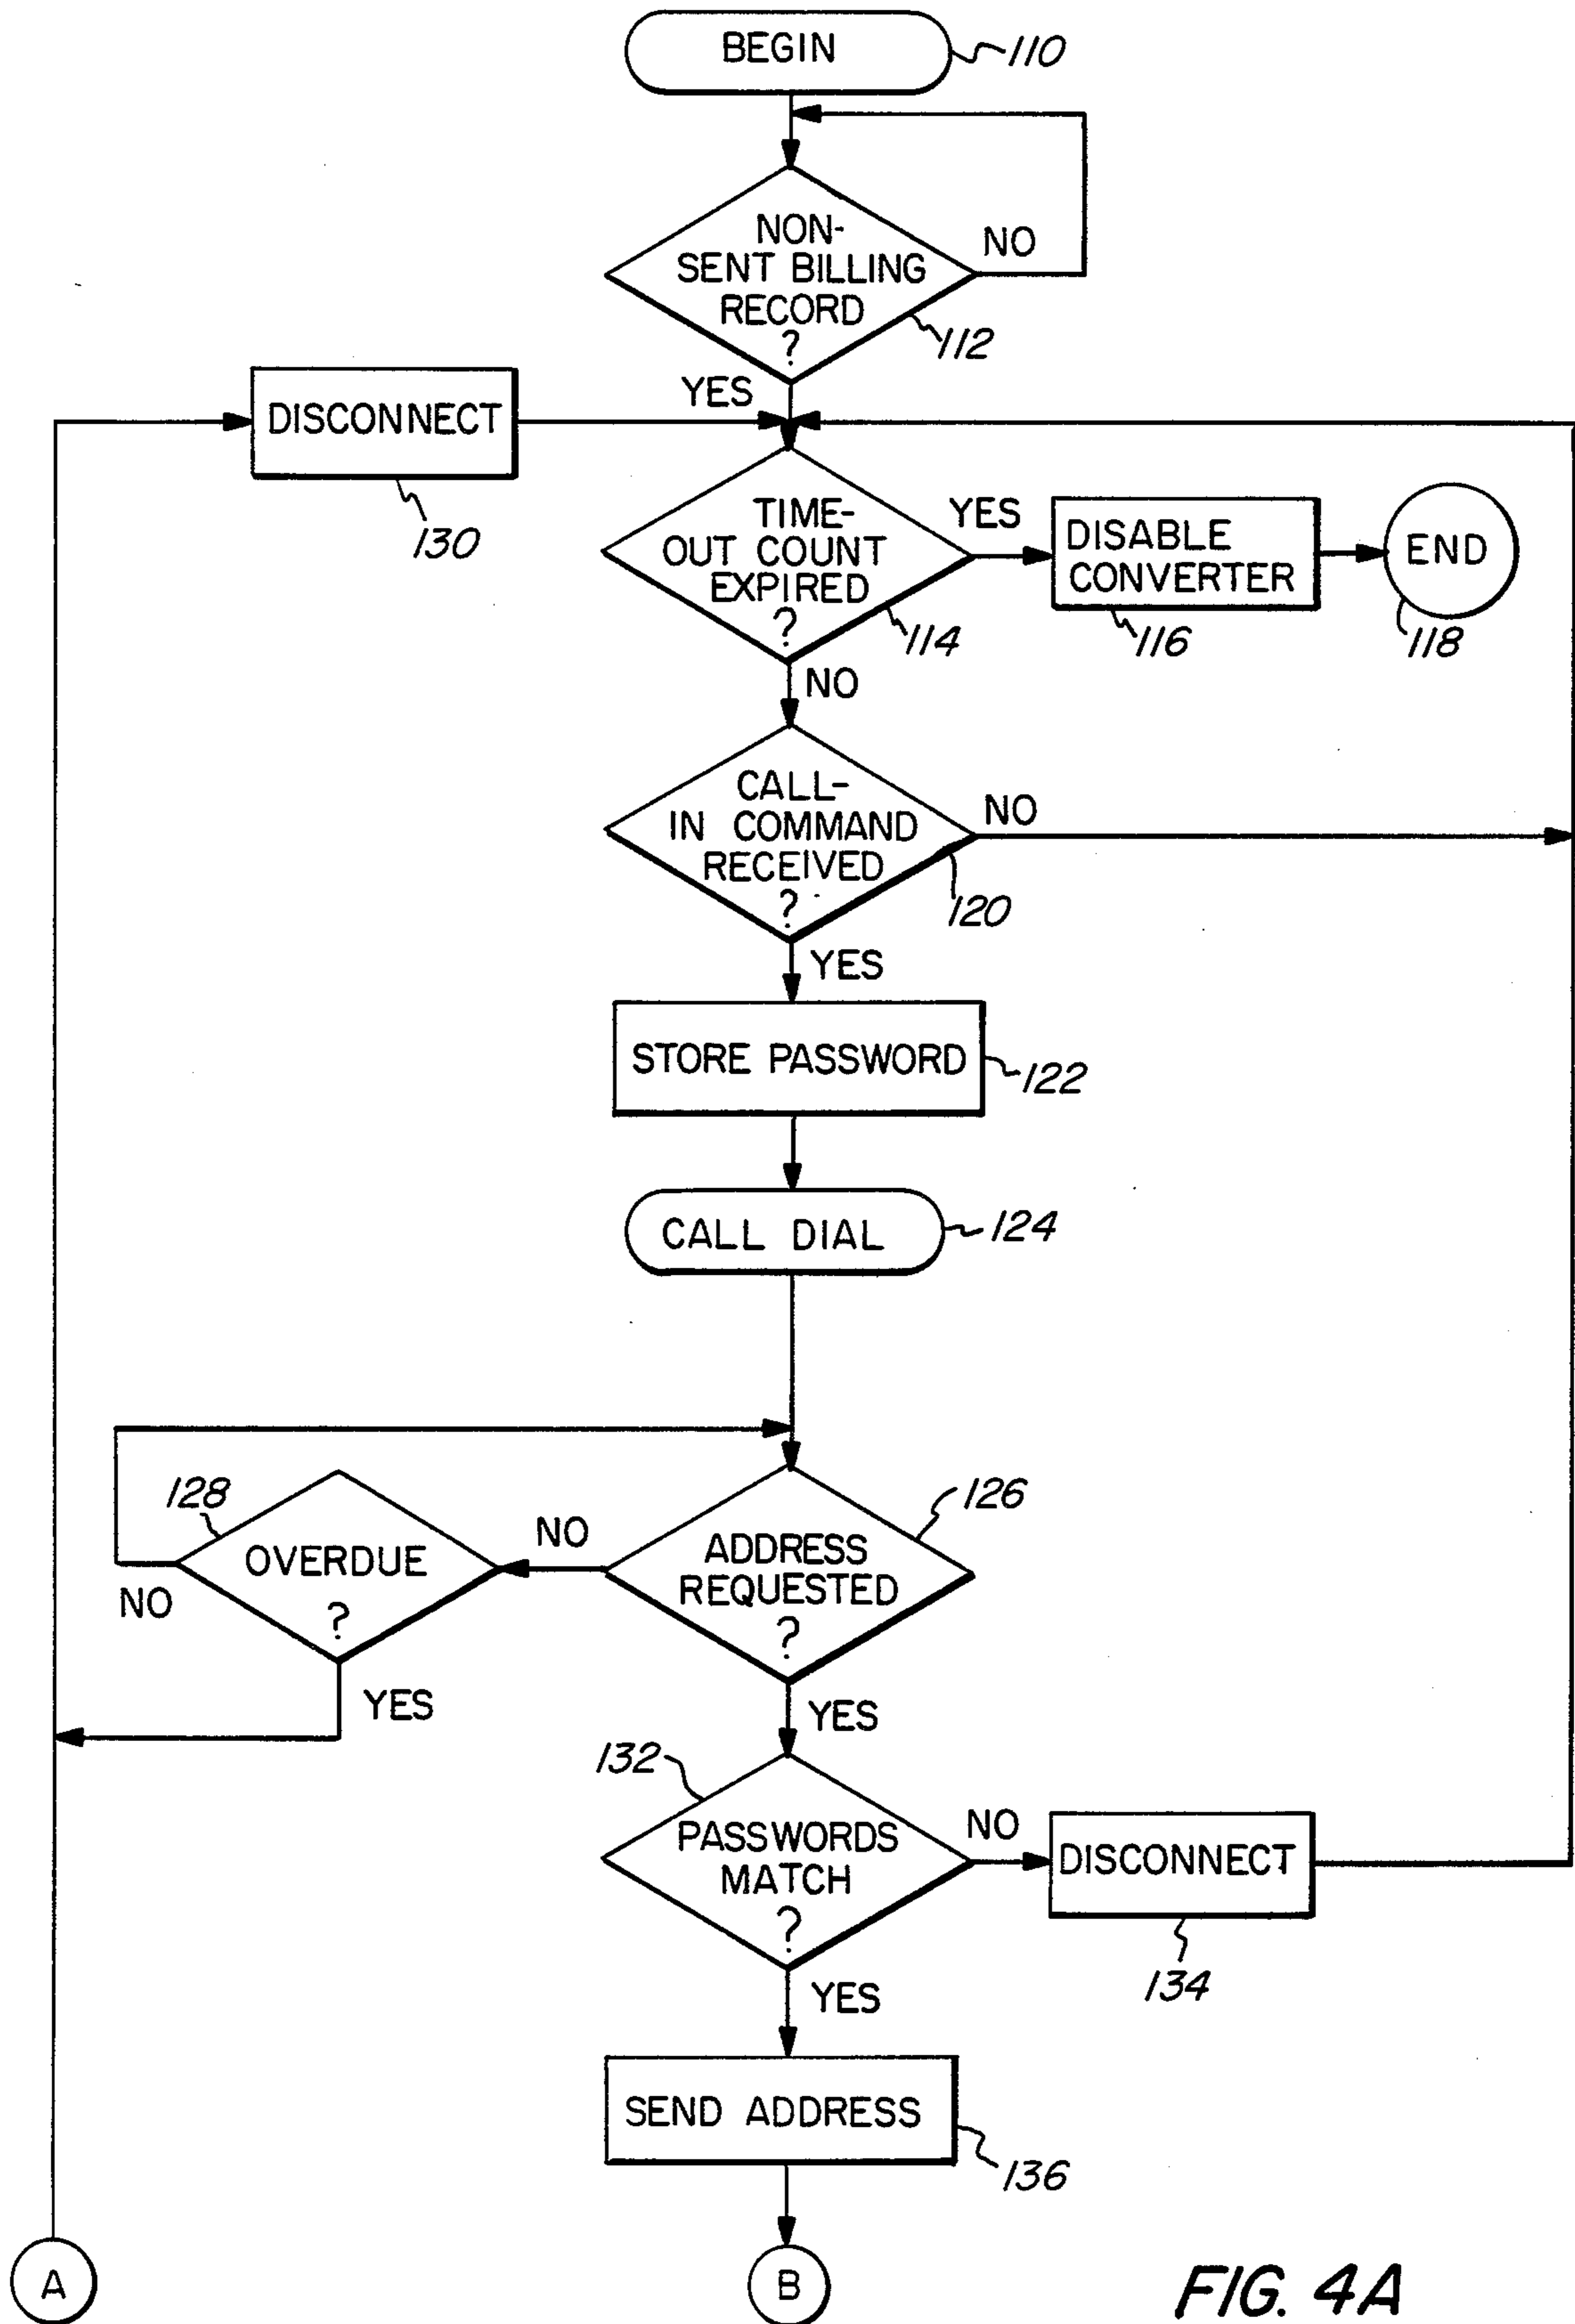 BEGIN
110
NON-
SENT BILLING
RECORD
?
NO
112
YES
DISCONNECT
130
TIME-
OUT COUNT
EXPIRED
?
YES
114
DISABLE
CONVERTER
116
END
118
NO
CALL-
IN COMMAND
RECEIVED
?
NO
120
YES
STORE PASSWORD
122
CALL DIAL
124
128
OVERDUE
?
NO
YES
NO
126
ADDRESS
REQUESTED
?
YES
132
PASSWORDS
MATCH
?
NO
DISCONNECT
134
YES
SEND ADDRESS
136
A
B
FIG. 4A